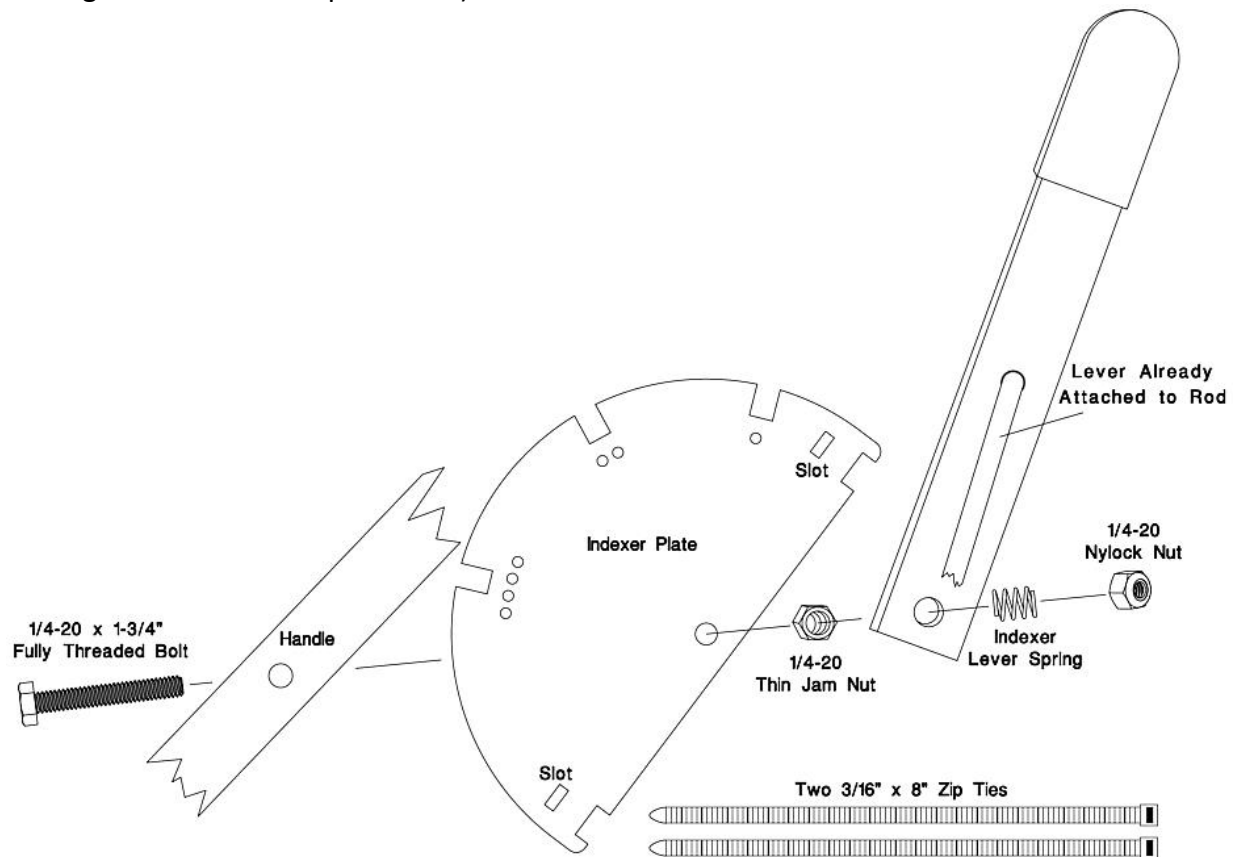 Lever Already
Attached to Rod
Slot
Indexer Plate
1/4-20
Nylock Nut
1/4-20 x 1-3/4"
Fully Threaded Bolt
Handle
Indexer
Lever Spring
1/4-20
Thin Jam Nut
Slot
Two 3/16" x 8" Zip Ties